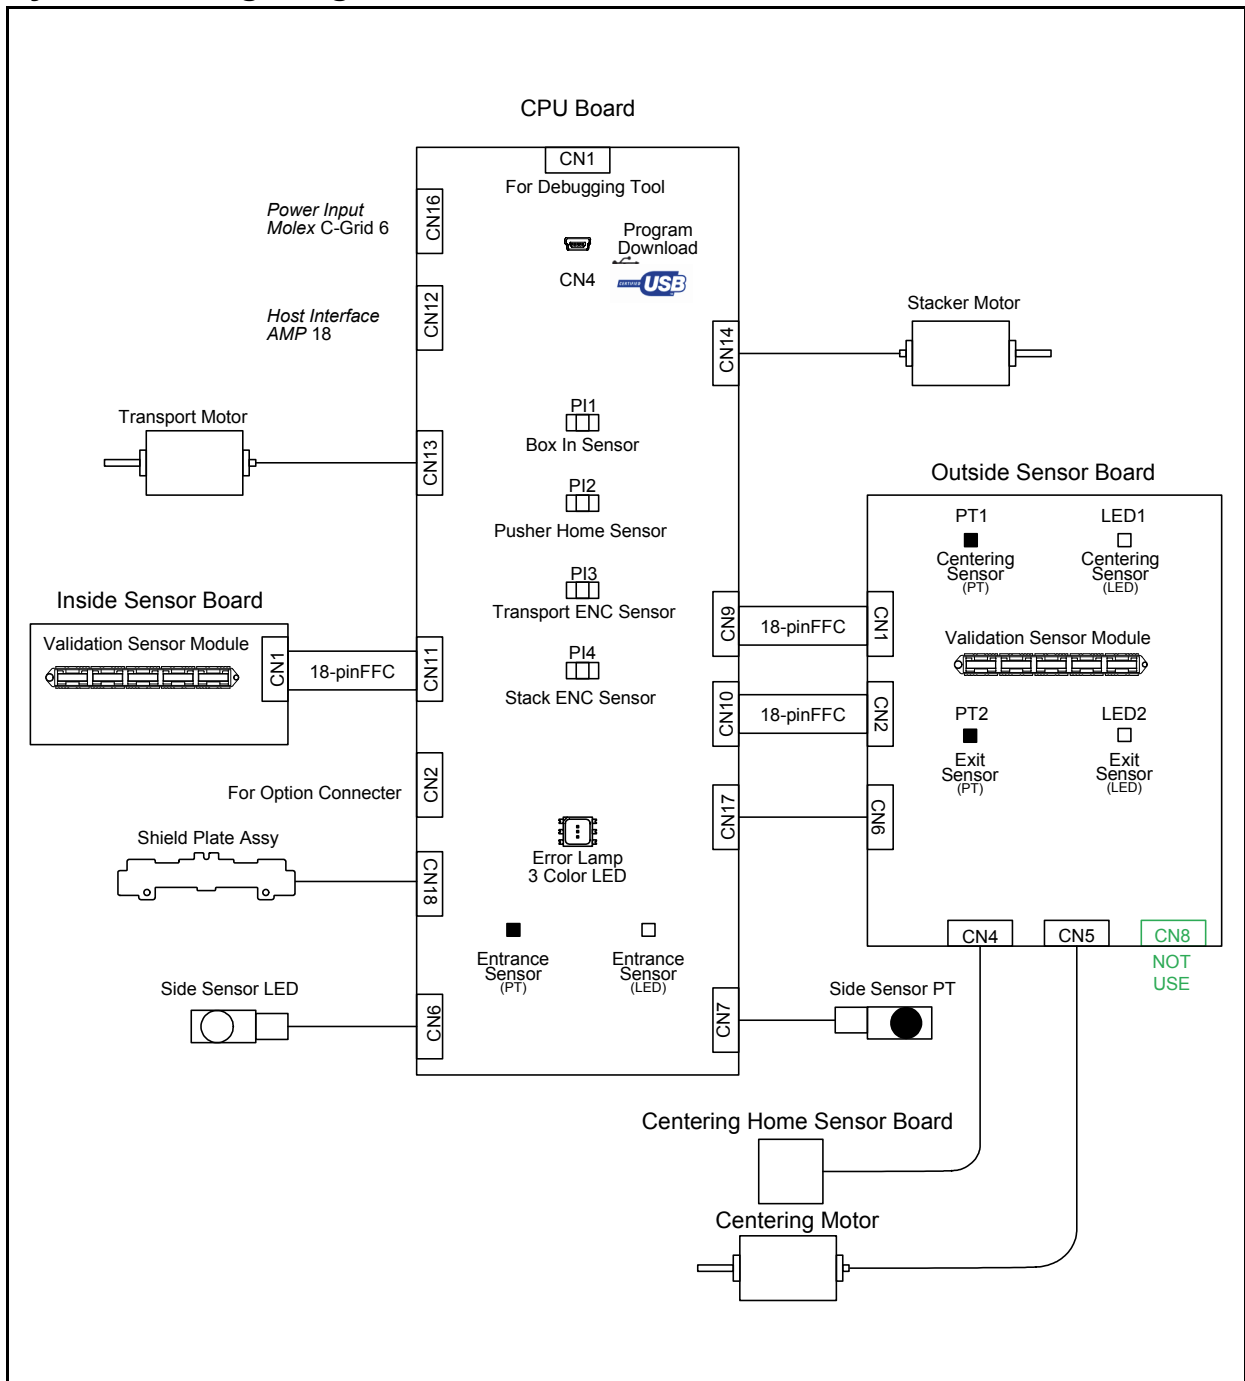 CPU Board
CN1
For Debugging Tool
CN16
Power Input
Molex C-Grid 6
Program
Download
CN4
CERTIFIED USB
CN12
Host Interface
AMP 18
Stacker Motor
CN14
Transport Motor
CN13
PI1
Box In Sensor
PI2
Pusher Home Sensor
PI3
Transport ENC Sensor
PI4
Stack ENC Sensor
Outside Sensor Board
PT1
Centering
Sensor
(PT)
LED1
Centering
Sensor
(LED)
CN9
18-pinFFC
CN1
Validation Sensor Module
Inside Sensor Board
Validation Sensor Module
CN1
18-pinFFC
CN11
CN10
18-pinFFC
CN2
PT2
Exit
Sensor
(PT)
LED2
Exit
Sensor
(LED)
For Option Connecter
CN2
CN17
CN6
Error Lamp
3 Color LED
Shield Plate Assy
CN18
Entrance
Sensor
(PT)
Entrance
Sensor
(LED)
CN4
CN5
CN8
NOT
USE
Side Sensor LED
CN6
CN7
Side Sensor PT
Centering Home Sensor Board
Centering Motor